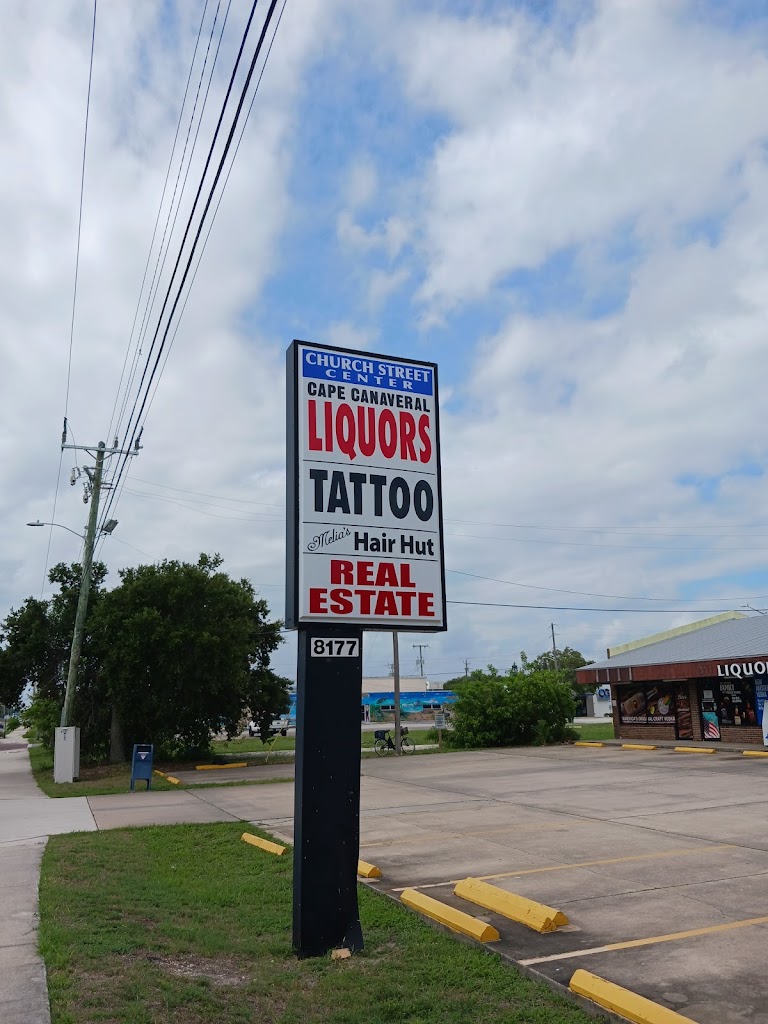 CHURCH STREET
CENTER
CAPE CANAVERAL
LIQUORS
TATTOO
Melia's Hair Hut
REAL
ESTATE
8177
LIQUO